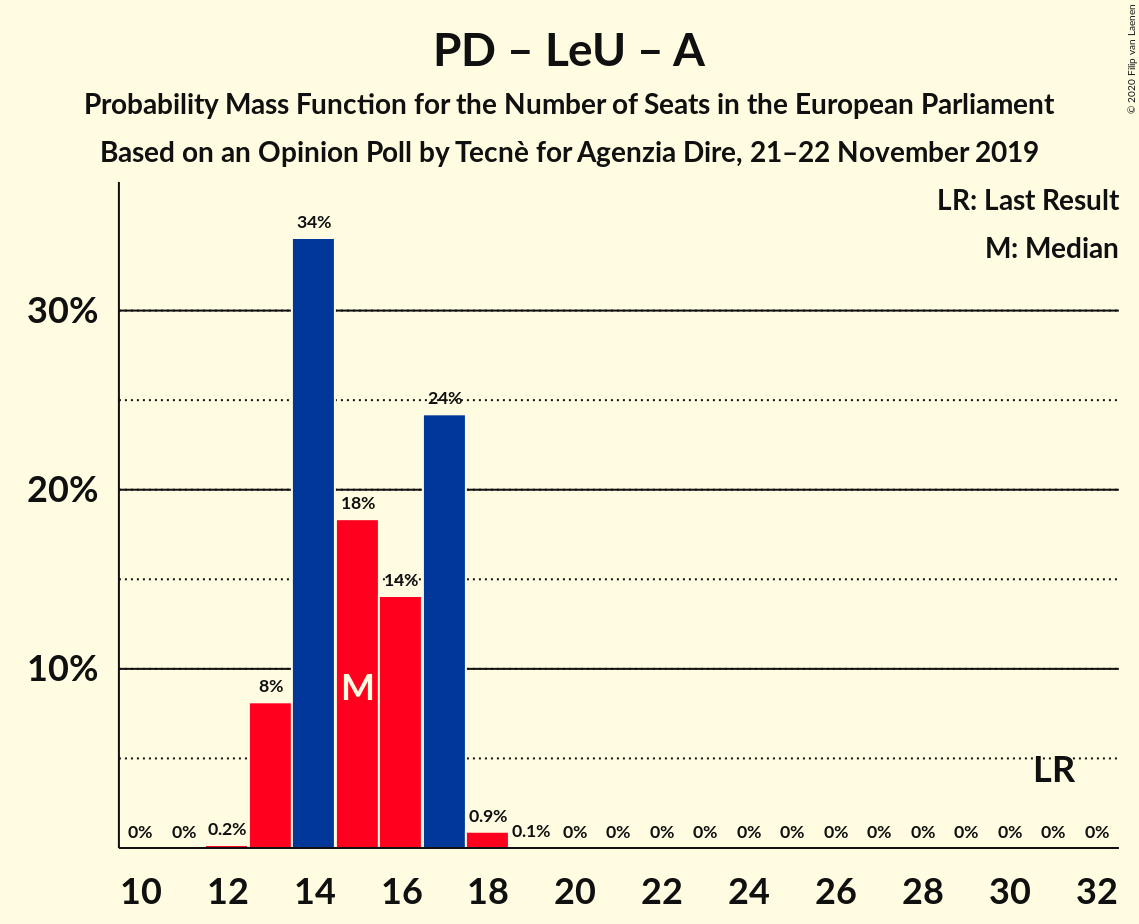 PD – LeU – A
Probability Mass Function for the Number of Seats in the European Parliament
Based on an Opinion Poll by Tecnè for Agenzia Dire, 21–22 November 2019
© 2020 Filip van Laenen
LR: Last Result
M: Median
34%
30%
24%
20%
18%
14%
10%
8%
M
LR
0% 0% 0.2% 0.9% 0.1% 0% 0% 0% 0% 0% 0% 0% 0% 0% 0% 0% 0% 0%
10 12 14 16 18 20 22 24 26 28 30 32